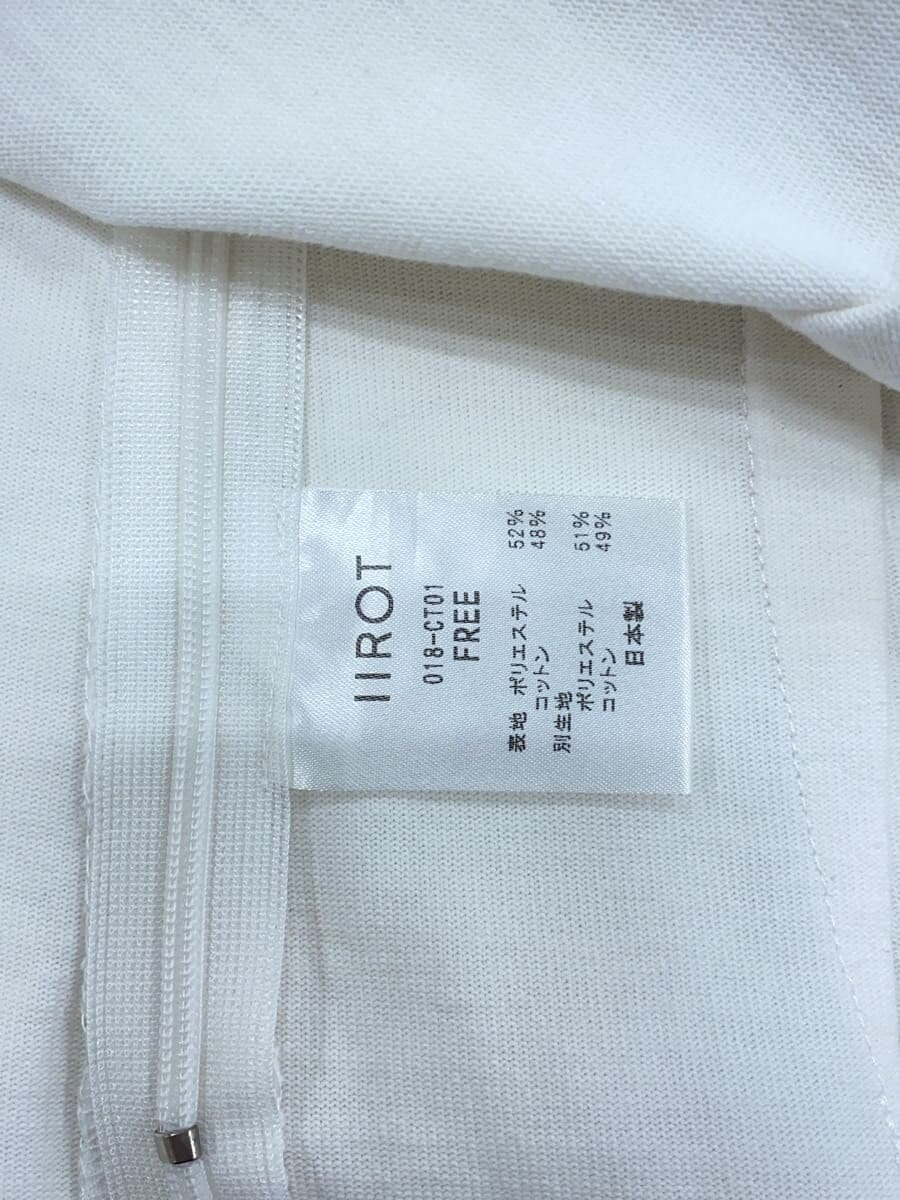 IIROT
018-CT01
FREE
表地 ポリエステル 52%
コットン 48%
別生地
ポリエステル 51%
コットン 49%
日本製